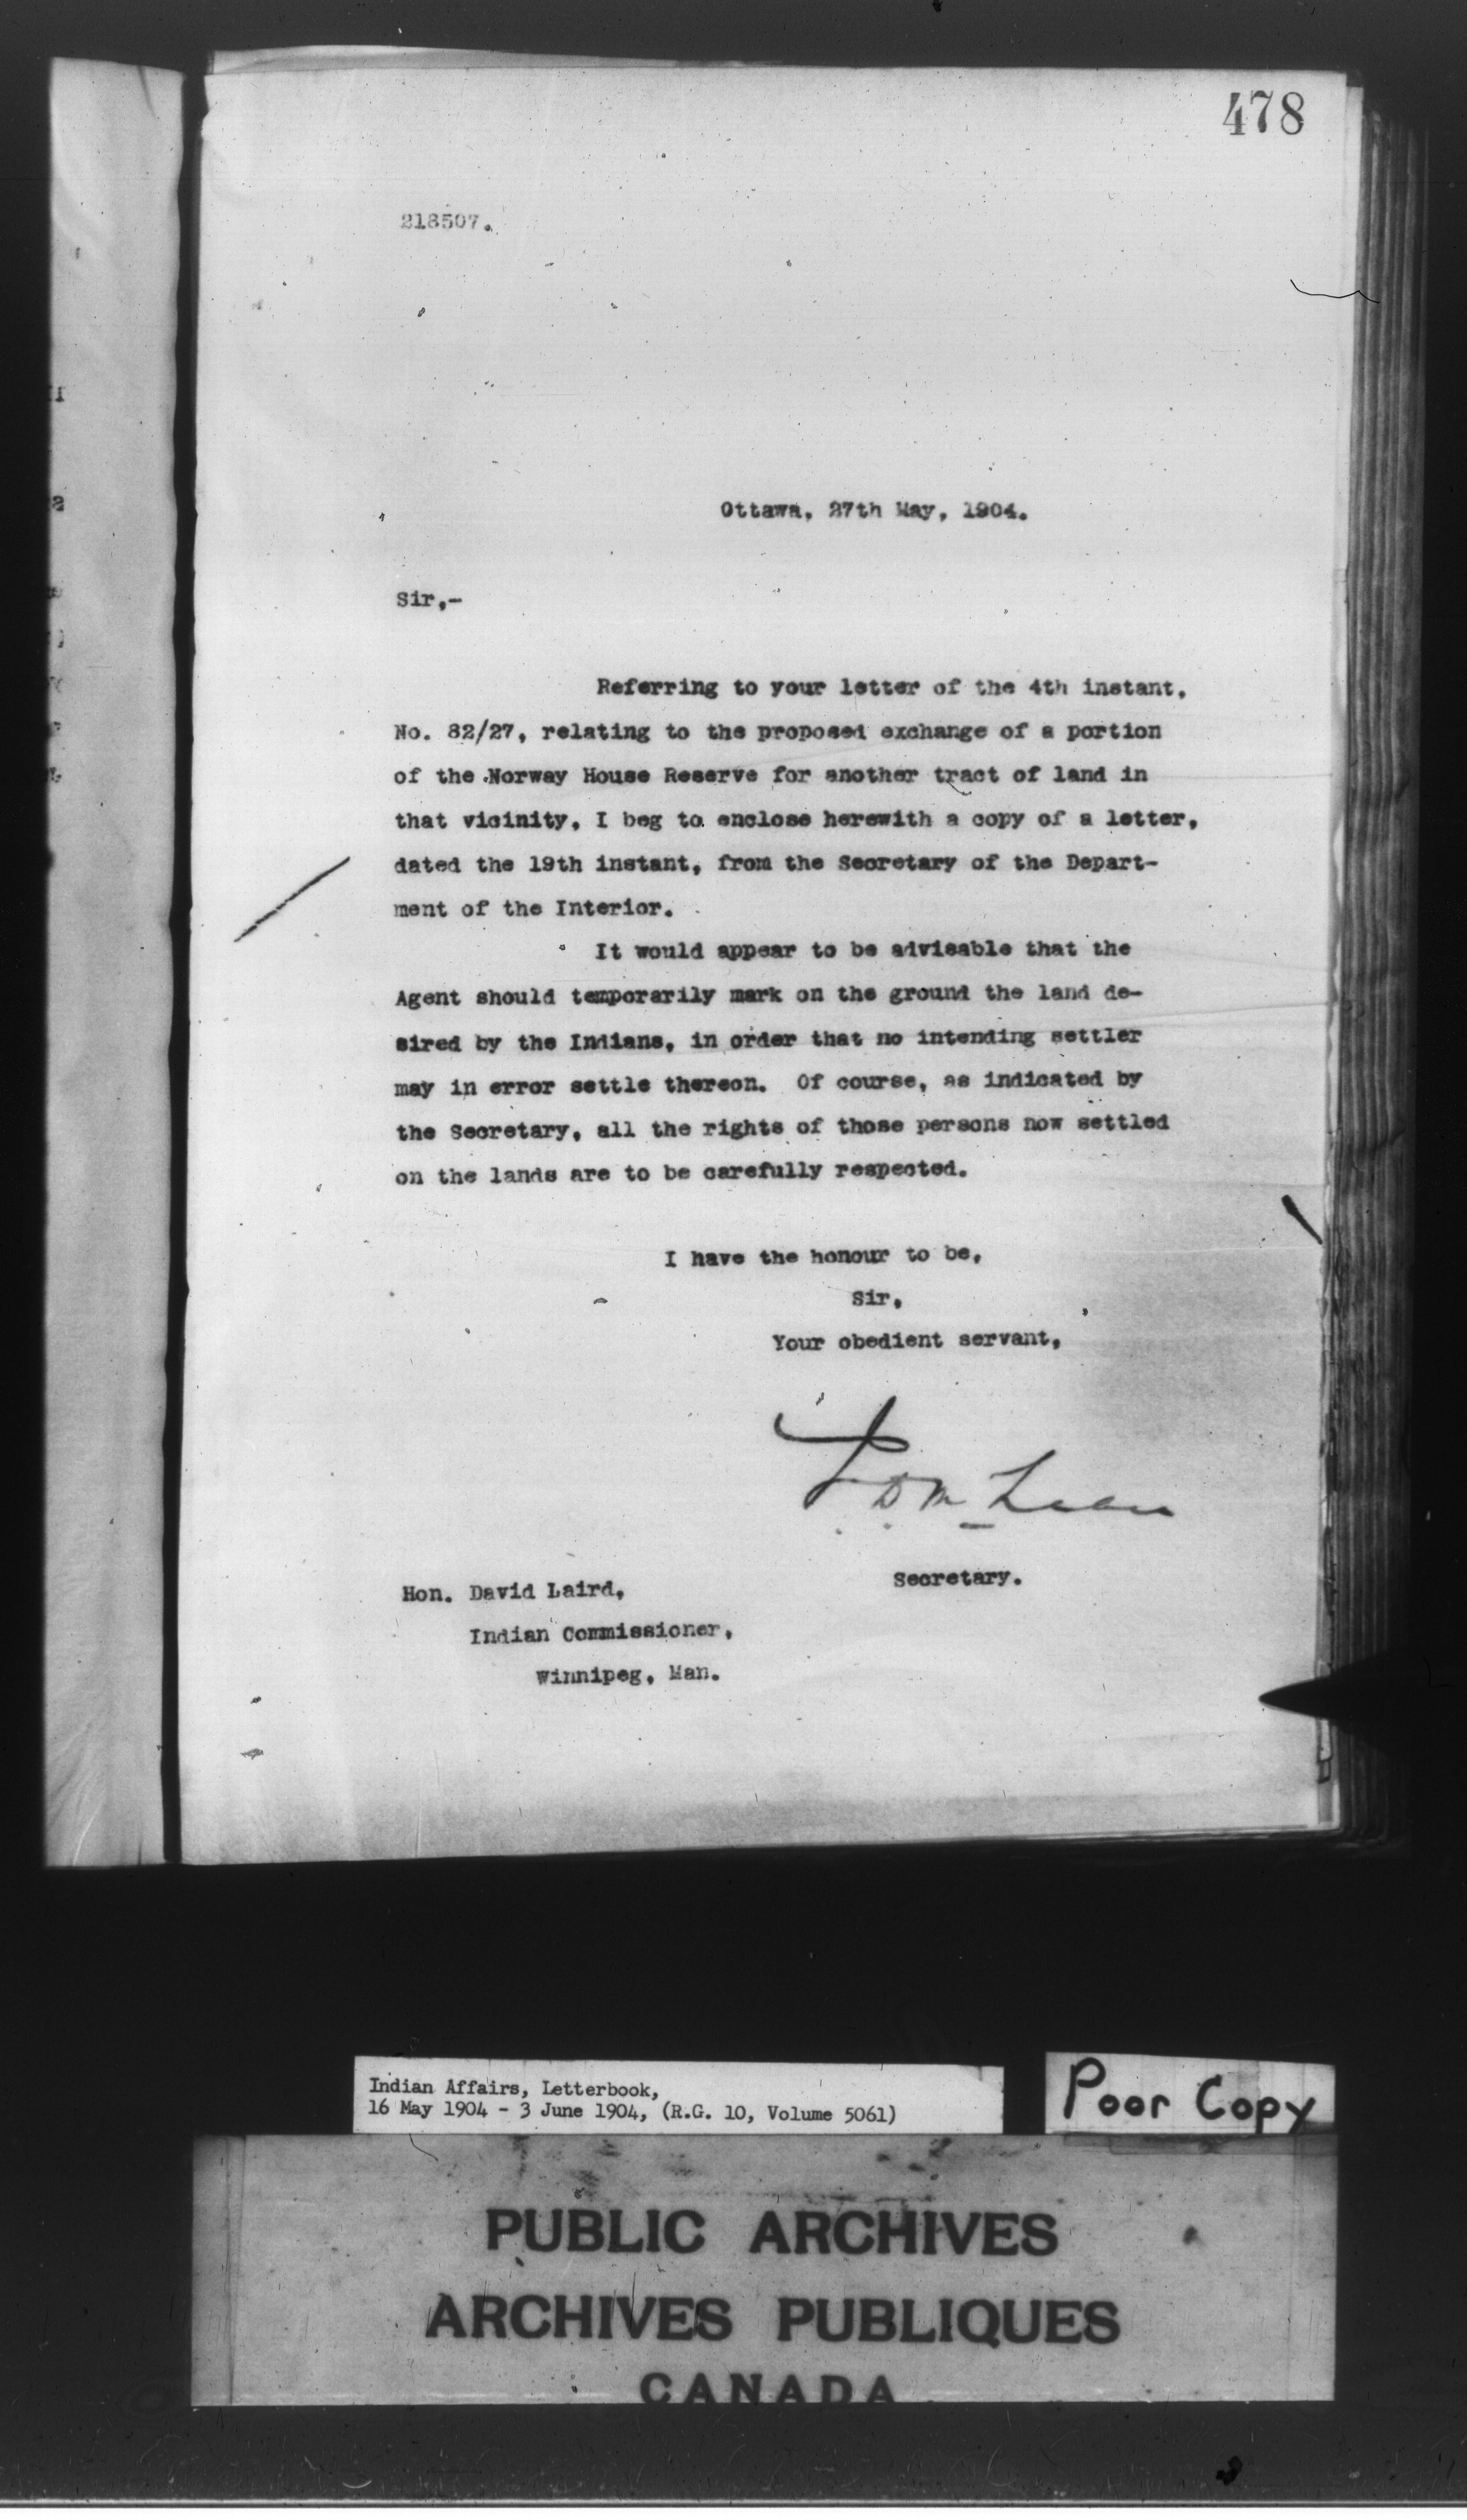 478
218507.
Ottawa, 27th May, 1904.
Sir,-
Referring to your letter of the 4th instant,
No. 82/27, relating to the proposed exchange of a portion
of the Norway House Reserve for another tract of land in
that vicinity, I beg to enclose herewith a copy of a letter,
dated the 19th instant, from the Secretary of the Depart-
ment of the Interior.
It would appear to be advisable that the
Agent should temporarily mark on the ground the land de-
sired by the Indians, in order that no intending settler
may in error settle thereon. Of course, as indicated by
the Secretary, all the rights of those persons now settled
on the lands are to be carefully respected.
I have the honour to be,
Sir,
Your obedient servant,
Secretary.
Hon. David Laird,
Indian Commissioner,
Winnipeg, Man.
Indian Affairs, Letterbook,
16 May 1904 - 3 June 1904, (R.G. 10, Volume 5061)
Poor Copy
PUBLIC ARCHIVES
ARCHIVES PUBLIQUES
CANADA